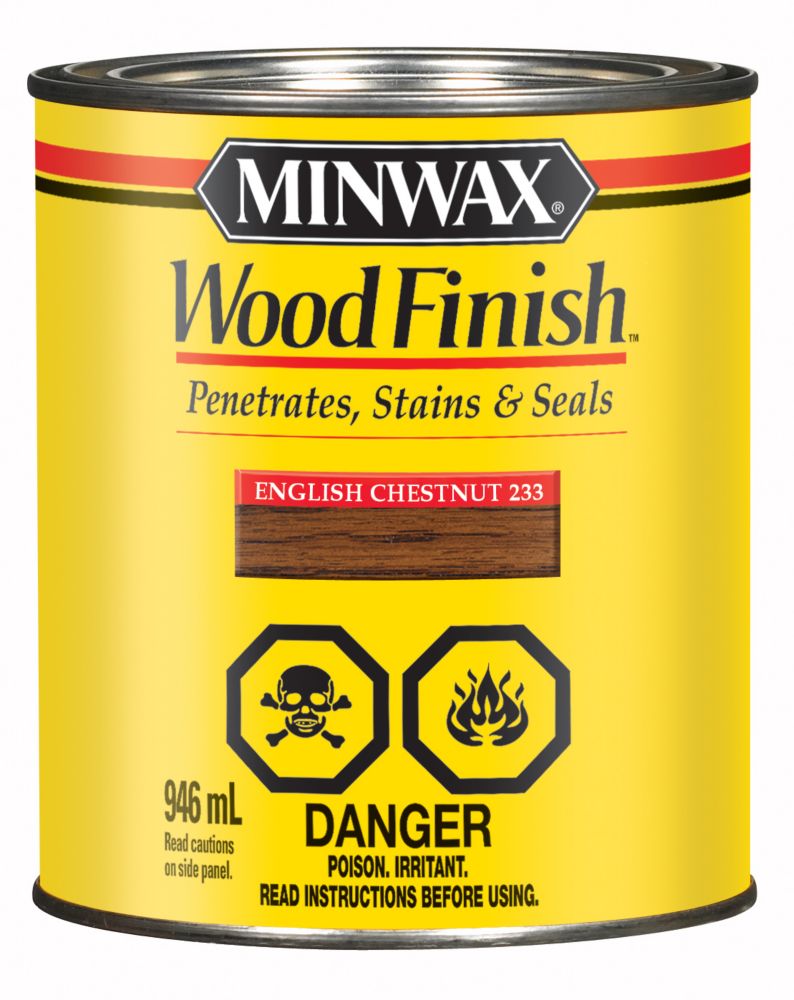 MINWAX®
Wood Finish™
Penetrates, Stains & Seals
ENGLISH CHESTNUT 233
946 mL
Read cautions
on side panel.
DANGER
POISON. IRRITANT.
READ INSTRUCTIONS BEFORE USING.